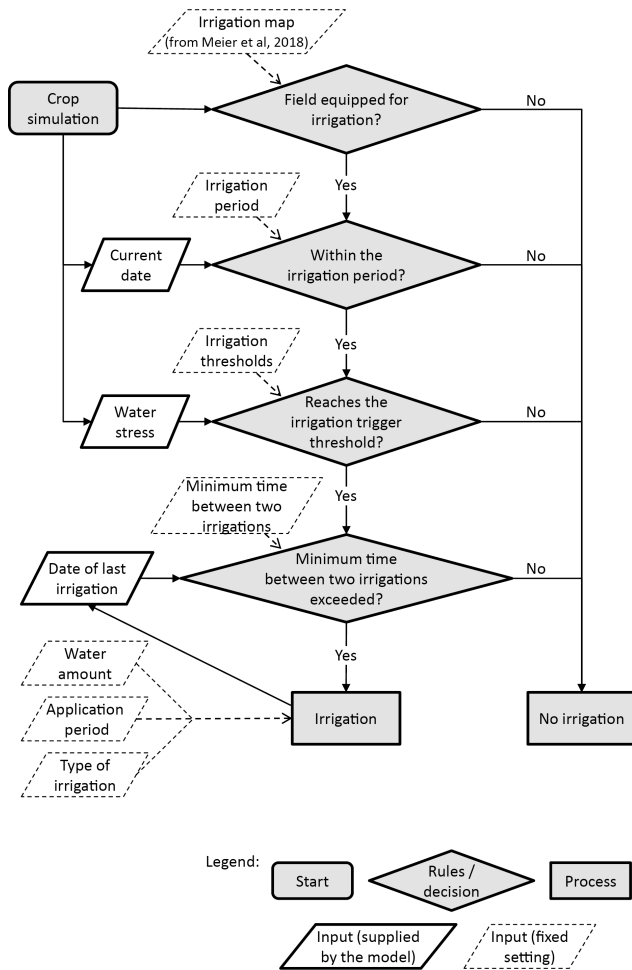 Irrigation map
(from Meier et al, 2018)
Crop
simulation
Field equipped for
irrigation?
No
Yes
Irrigation
period
Current
date
Within the
irrigation period?
No
Yes
Irrigation
thresholds
Water
stress
Reaches the
irrigation trigger
threshold?
No
Yes
Minimum time
between two
irrigations
Date of last
irrigation
Minimum time
between two irrigations
exceeded?
No
Yes
Water
amount
Application
period
Type of
irrigation
Irrigation
No irrigation
Legend:
Start
Rules /
decision
Process
Input (supplied
by the model)
Input (fixed
setting)